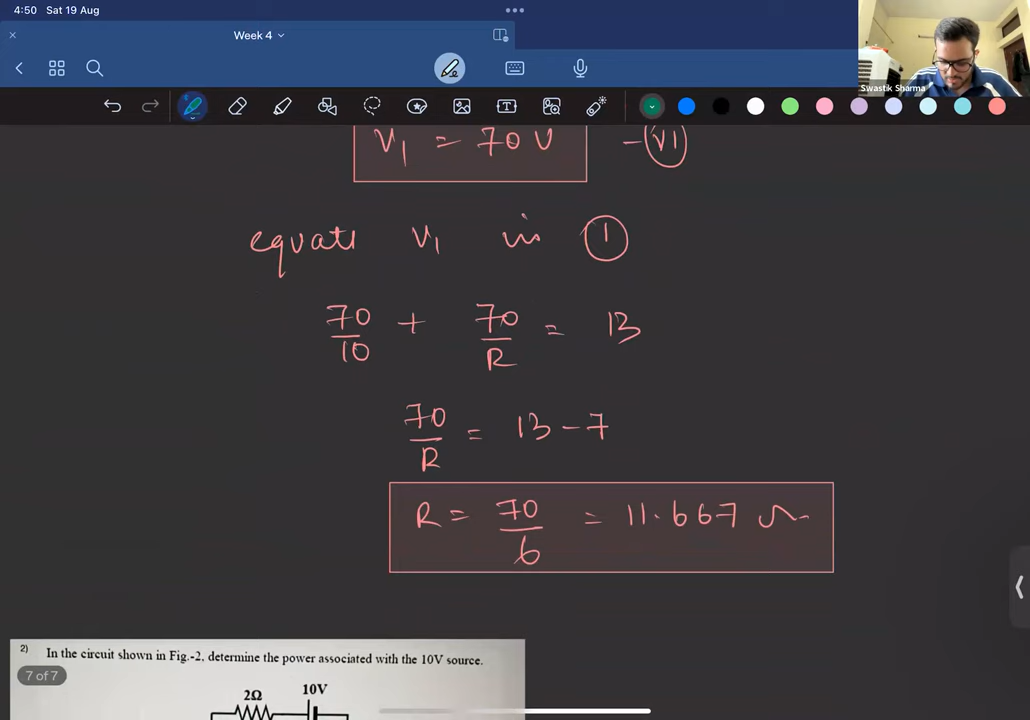 4:50 Sat 19 Aug
Week 4
Swastik Sharma
V₁ = 70 V — (VI)
equate V₁ in (1)
70/10 + 70/R = 13
70/R = 13 - 7
R = 70/6 = 11.667 Ω
2) In the circuit shown in Fig.-2, determine the power associated with the 10V source.
7 of 7
2Ω 10V